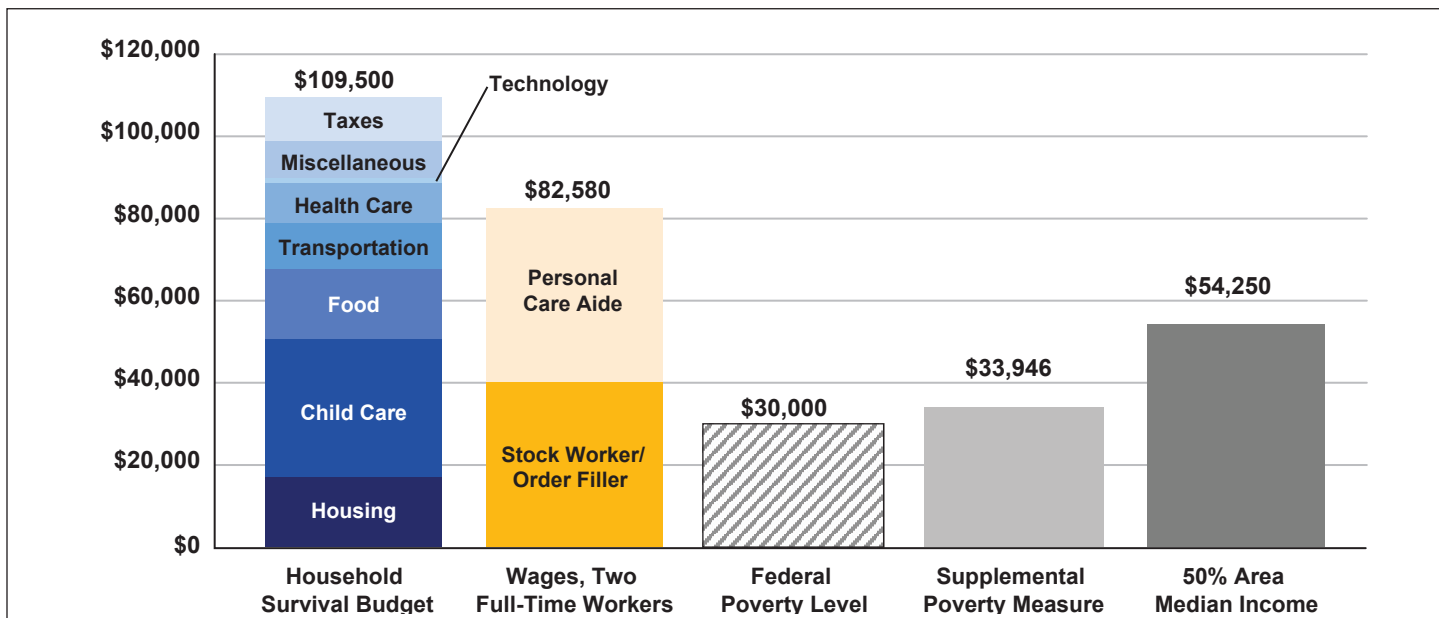 $120,000
$100,000
$80,000
$60,000
$40,000
$20,000
$0
$109,500
Taxes
Miscellaneous
Technology
Health Care
Transportation
Food
Child Care
Housing
$82,580
Personal
Care Aide
Stock Worker/
Order Filler
$30,000
$33,946
$54,250
Household
Survival Budget
Wages, Two
Full-Time Workers
Federal
Poverty Level
Supplemental
Poverty Measure
50% Area
Median Income